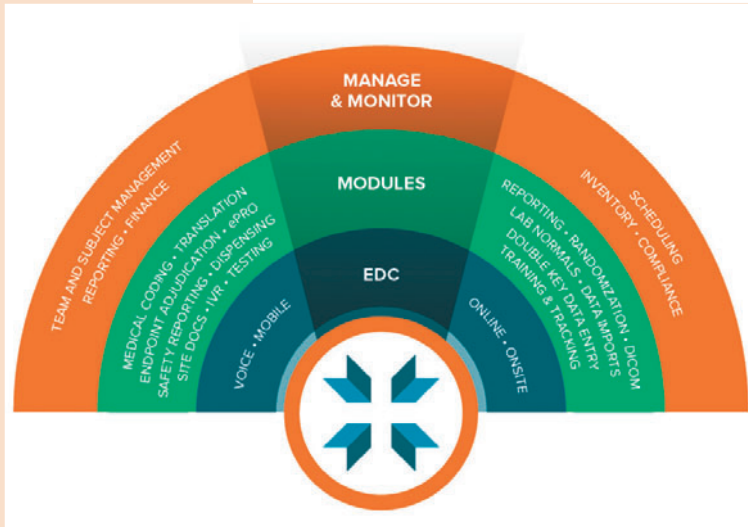 MANAGE
& MONITOR
TEAM AND SUBJECT MANAGEMENT
REPORTING • FINANCE
SCHEDULING
INVENTORY • COMPLIANCE
MODULES
MEDICAL CODING • TRANSLATION
ENDPOINT ADJUDICATION • ePRO
SAFETY REPORTING • DISPENSING
SITE DOCS • IVR • TESTING
REPORTING • RANDOMIZATION • DICOM
LAB NORMALS • DATA IMPORTS
DOUBLE KEY DATA ENTRY
TRAINING & TRACKING
EDC
VOICE • MOBILE
ONLINE • ONSITE